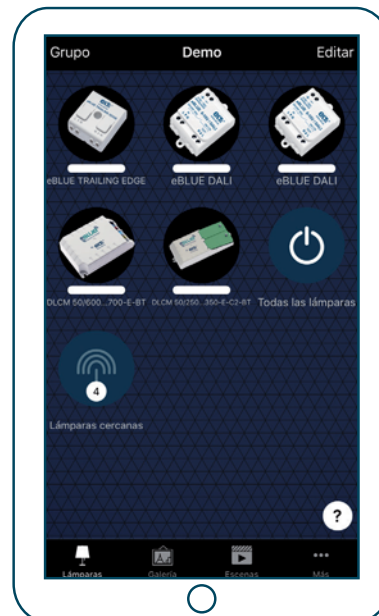 Grupo Demo Editar
eBLUE TRAILING EDGE eBLUE DALI eBLUE DALI
DLCM 50/600...700-E-BT DLCM 50/250...350-E-C2-BT Todas las lámparas
4
Lámparas cercanas
?
Lámparas Galería Escenas Más